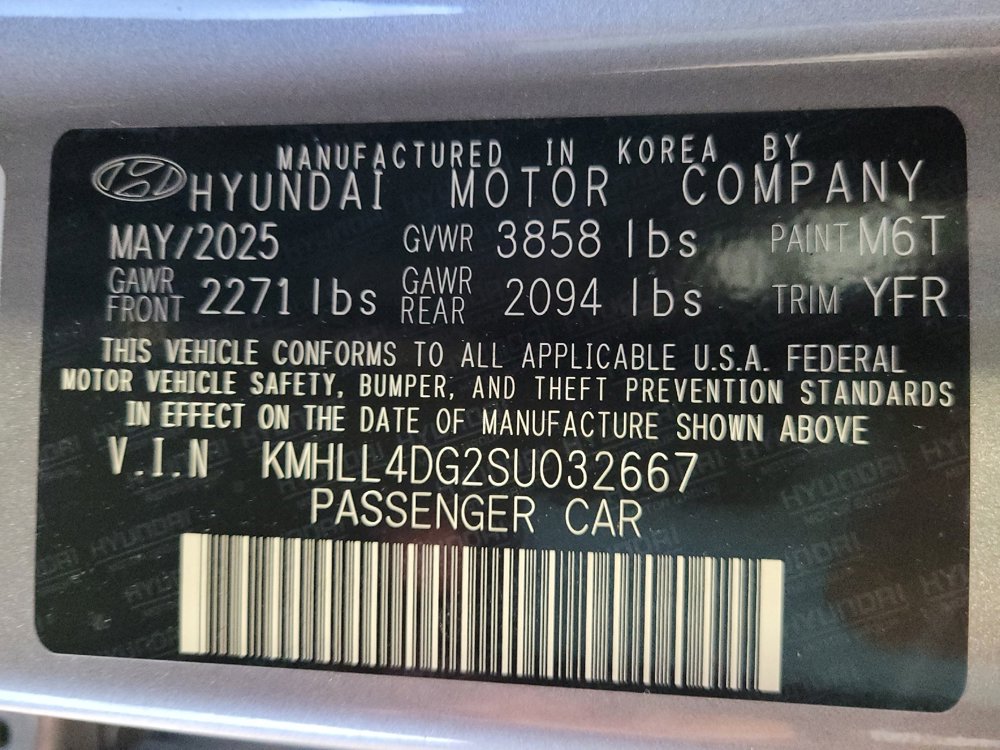 MANUFACTURED IN KOREA BY
HYUNDAI MOTOR COMPANY
MAY/2025 GVWR 3858 lbs PAINT M6T
GAWR FRONT 2271 lbs GAWR REAR 2094 lbs TRIM YFR
THIS VEHICLE CONFORMS TO ALL APPLICABLE U.S.A. FEDERAL
MOTOR VEHICLE SAFETY, BUMPER, AND THEFT PREVENTION STANDARDS
IN EFFECT ON THE DATE OF MANUFACTURE SHOWN ABOVE
V.I.N KMHLL4DG2SU032667
PASSENGER CAR